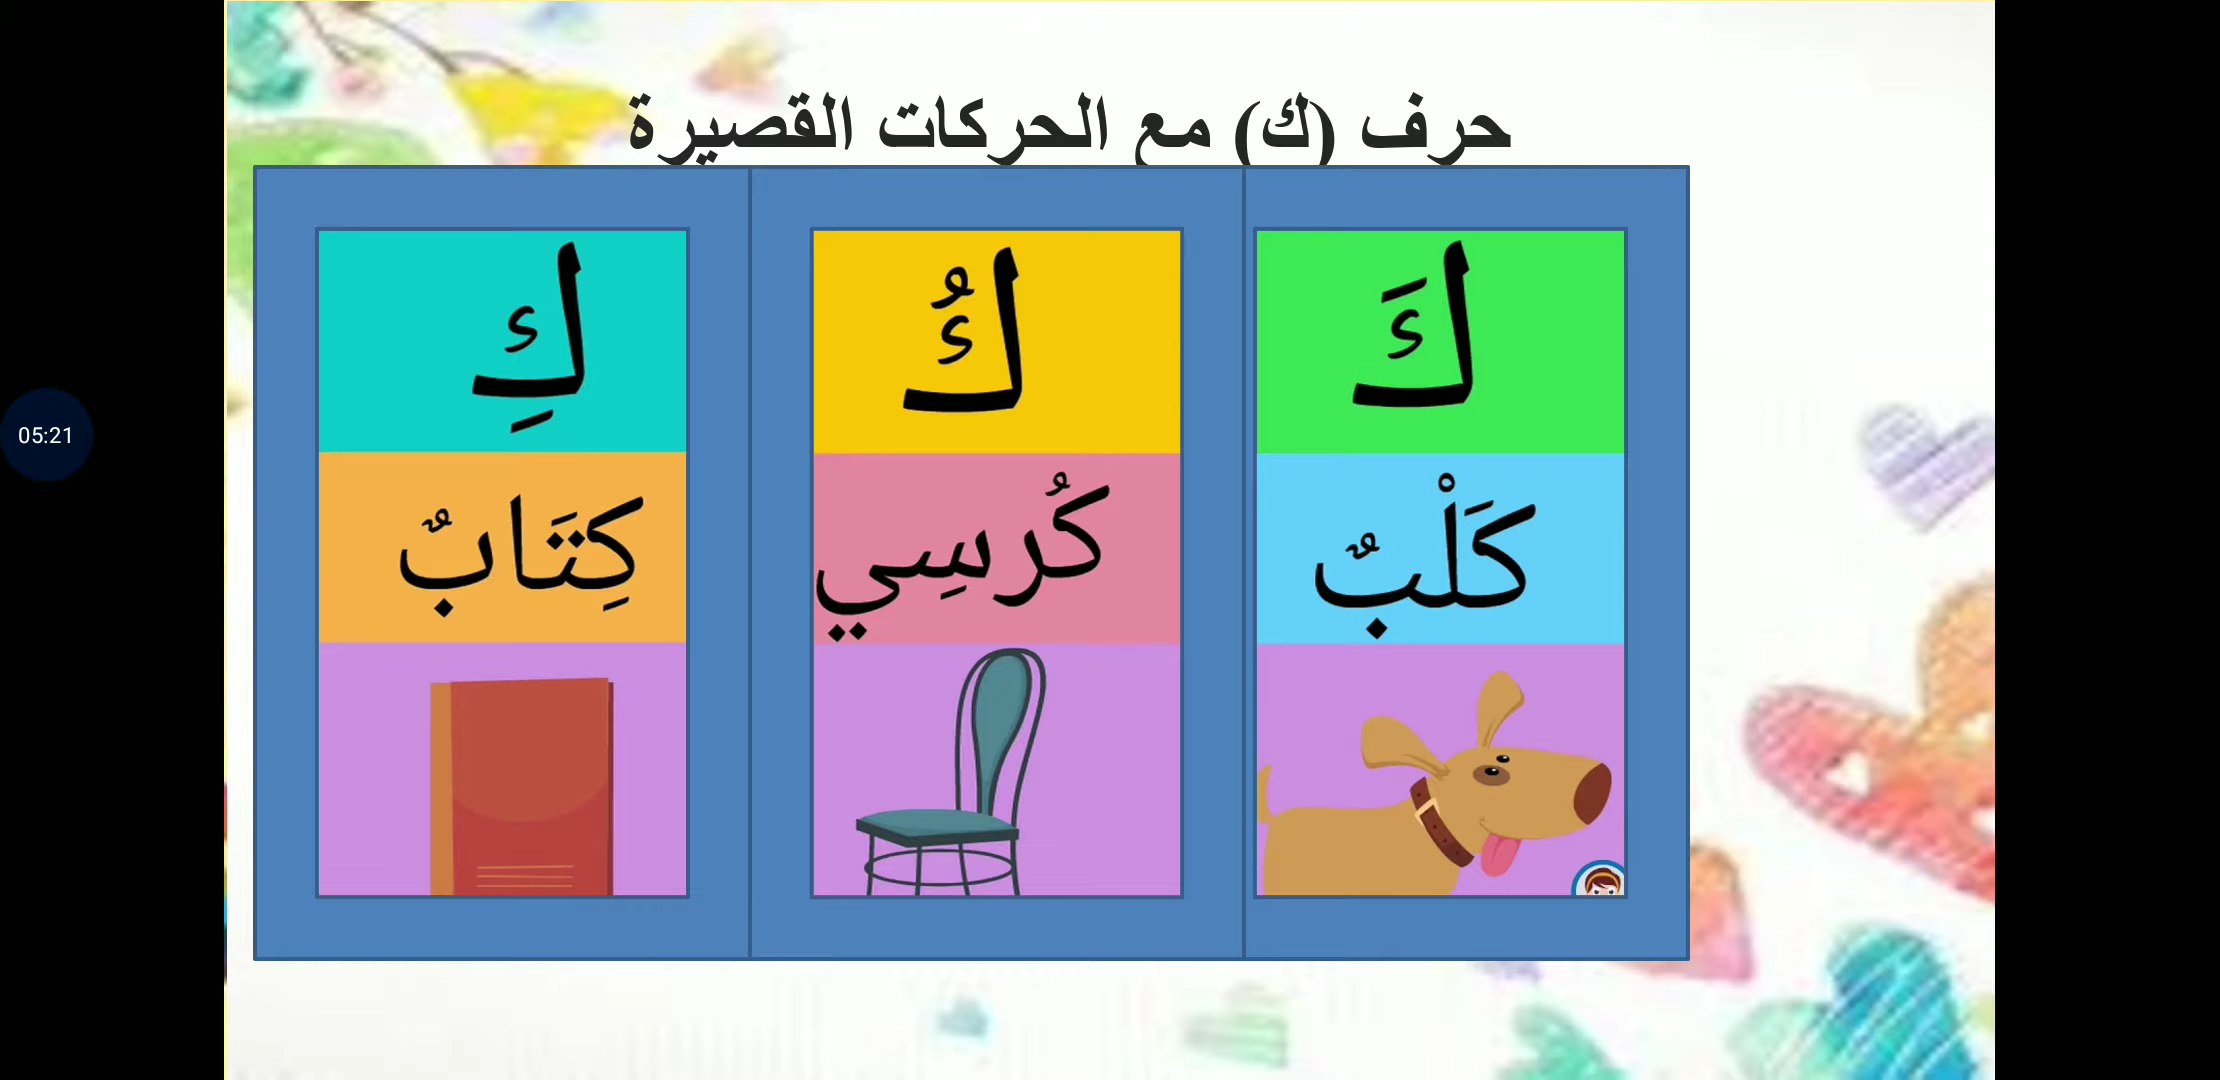 حرف (ك) مع الحركات القصيرة
كَ
كُ
كِ
كَلْبٌ
كُرسِي
كِتَابٌ
05:21